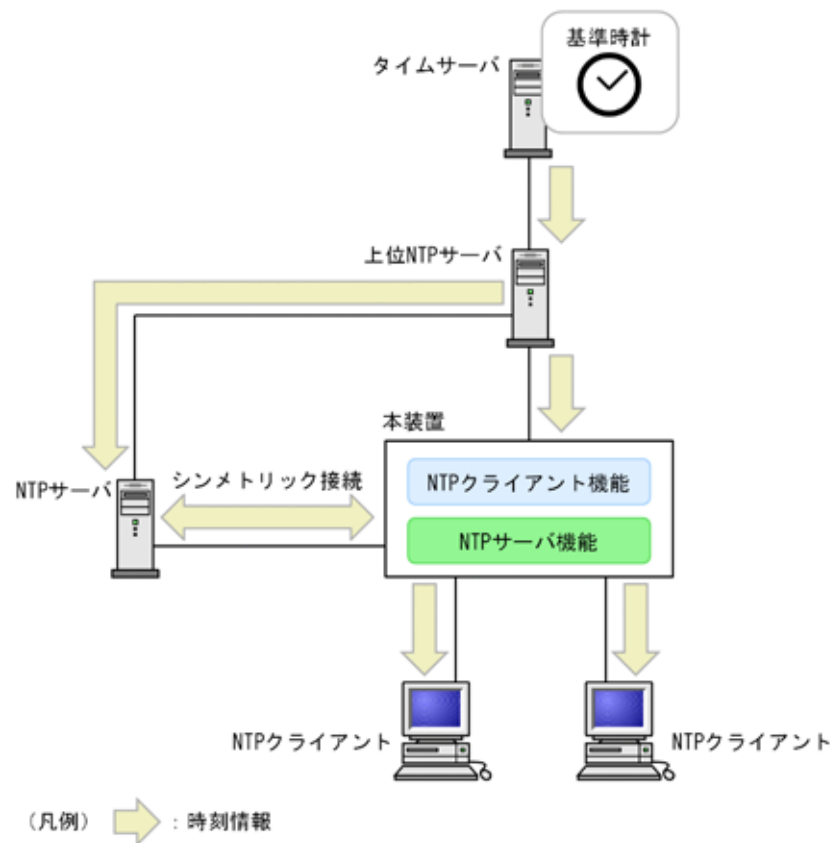 基準時計
タイムサーバ
上位NTPサーバ
本装置
NTPサーバ
シンメトリック接続
NTPクライアント機能
NTPサーバ機能
NTPクライアント
NTPクライアント
(凡例) : 時刻情報